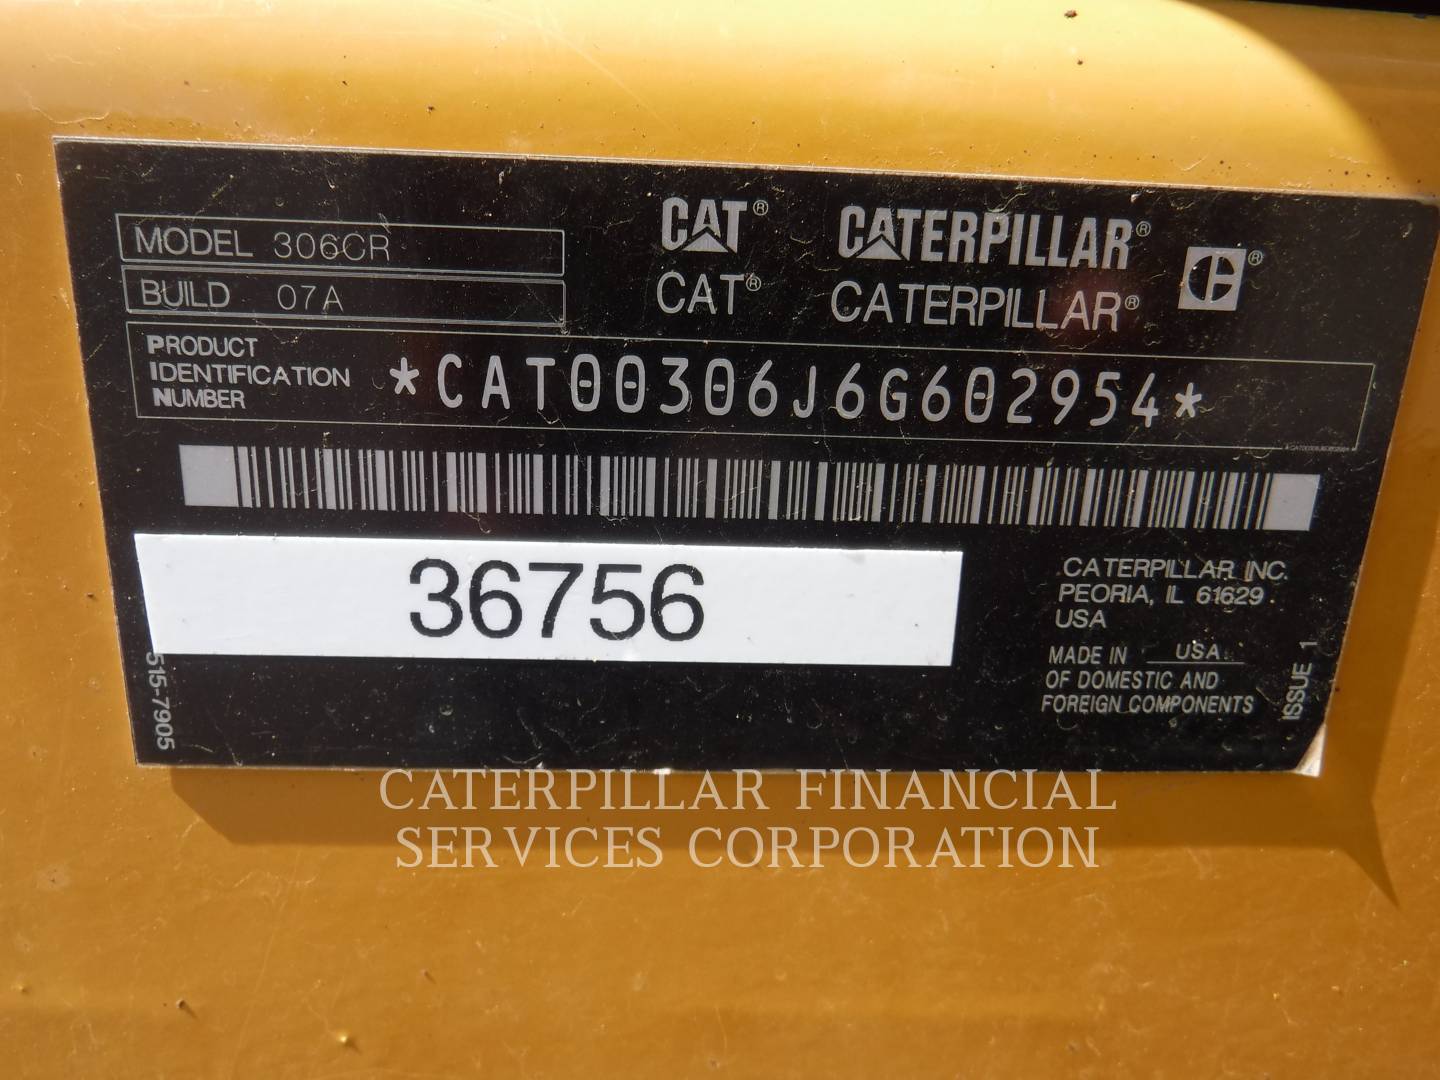 MODEL 306CR
BUILD 07A
CAT® CATERPILLAR® C®
CAT® CATERPILLAR®
PRODUCT
IDENTIFICATION
NUMBER
*CAT00306J6G602954*
36756
515-7905
CATERPILLAR INC.
PEORIA, IL 61629
USA
MADE IN USA
OF DOMESTIC AND
FOREIGN COMPONENTS
ISSUE 1
CATERPILLAR FINANCIAL
SERVICES CORPORATION